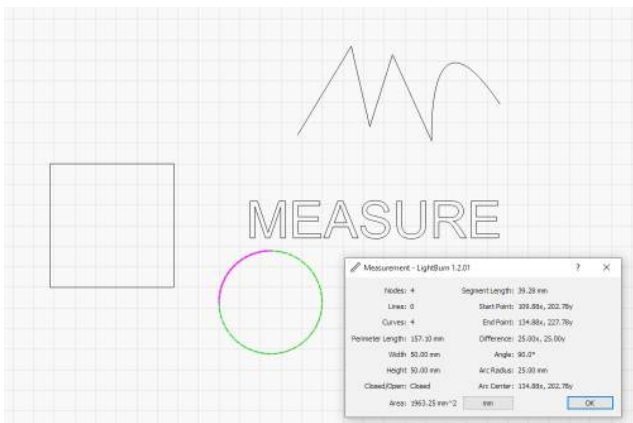 MEASURE
Measurement - LightBurn 1.2.01 ? ×
Nodes: 4 Segment Length: 39.28 mm
Lines: 0 Start Point: 109.88x, 202.78y
Curves: 4 End Point: 134.88x, 227.78y
Perimeter Length: 157.10 mm Difference: 25.00x, 25.00y
Width 50.00 mm Angle: 90.0°
Height 50.00 mm Arc Radius: 25.00 mm
Closed/Open: Closed Arc Center: 134.88x, 202.78y
Area: 1963.25 mm^2 mm OK